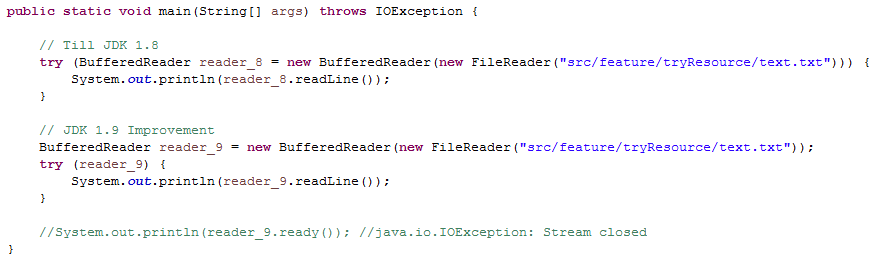 public static void main(String[] args) throws IOException {
// Till JDK 1.8
try (BufferedReader reader_8 = new BufferedReader(new FileReader("src/feature/tryResource/text.txt"))) {
System.out.println(reader_8.readLine());
}
// JDK 1.9 Improvement
BufferedReader reader_9 = new BufferedReader(new FileReader("src/feature/tryResource/text.txt"));
try (reader_9) {
System.out.println(reader_9.readLine());
}
//System.out.println(reader_9.ready()); //java.io.IOException: Stream closed
}